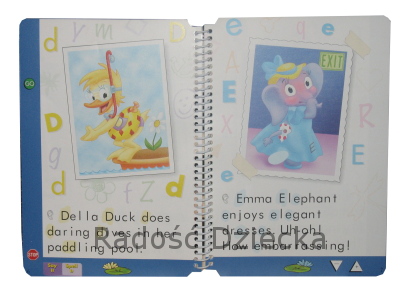 d y m D
GO
D
g
d
f Z
d
Della Duck does
daring dives in her
paddling pool.
STOP
e q e
EXIT
E
R
E
e
Emma Elephant
enjoys elegant
dresses. Uh oh!
How embarrassing!
Radość Dziecka